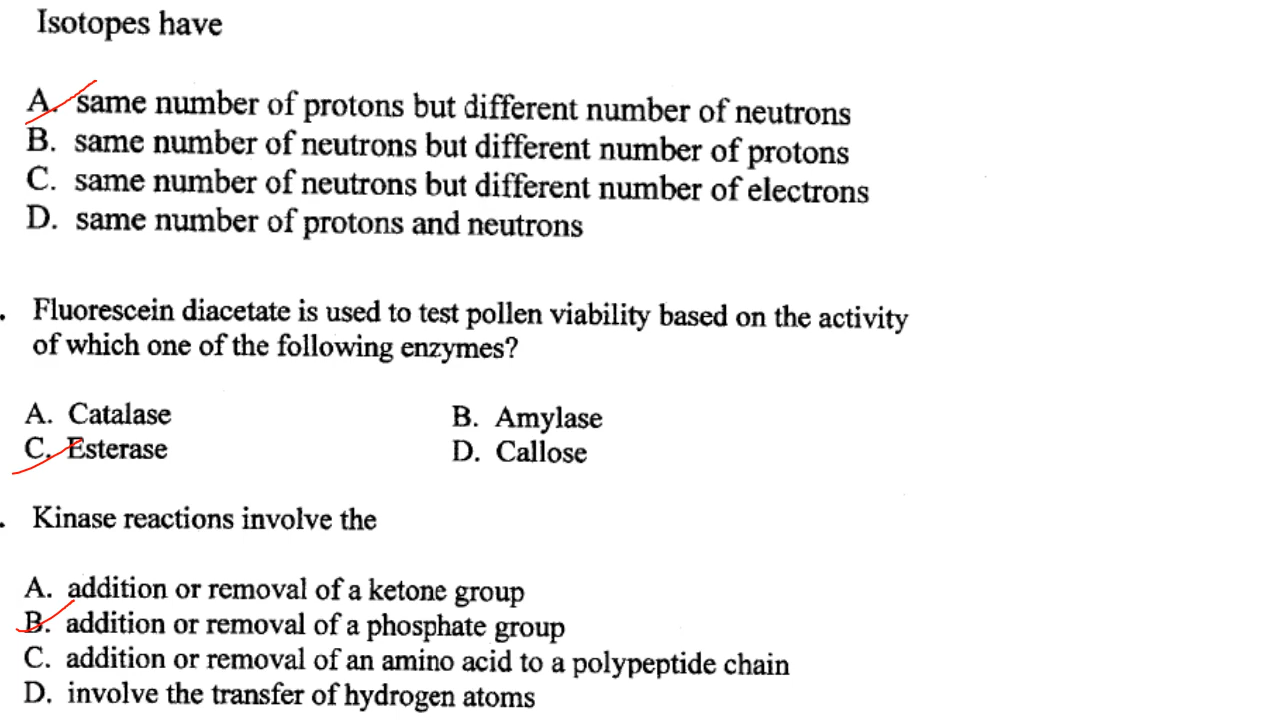 Isotopes have
A. same number of protons but different number of neutrons
B. same number of neutrons but different number of protons
C. same number of neutrons but different number of electrons
D. same number of protons and neutrons
. Fluorescein diacetate is used to test pollen viability based on the activity
of which one of the following enzymes?
A. Catalase B. Amylase
C. Esterase D. Callose
. Kinase reactions involve the
A. addition or removal of a ketone group
B. addition or removal of a phosphate group
C. addition or removal of an amino acid to a polypeptide chain
D. involve the transfer of hydrogen atoms